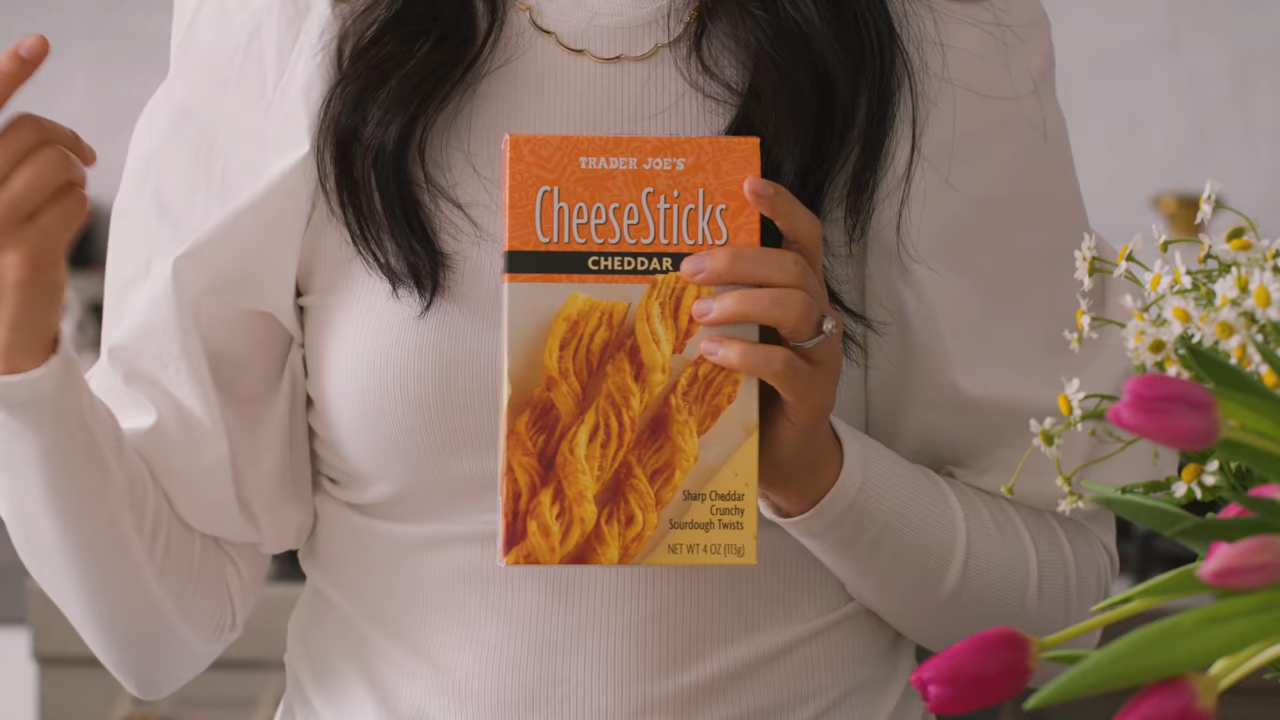 TRADER JOE'S
CheeseSticks
CHEDDAR
Sharp Cheddar
Crunchy
Sourdough Twists
NET WT 4 OZ (113g)